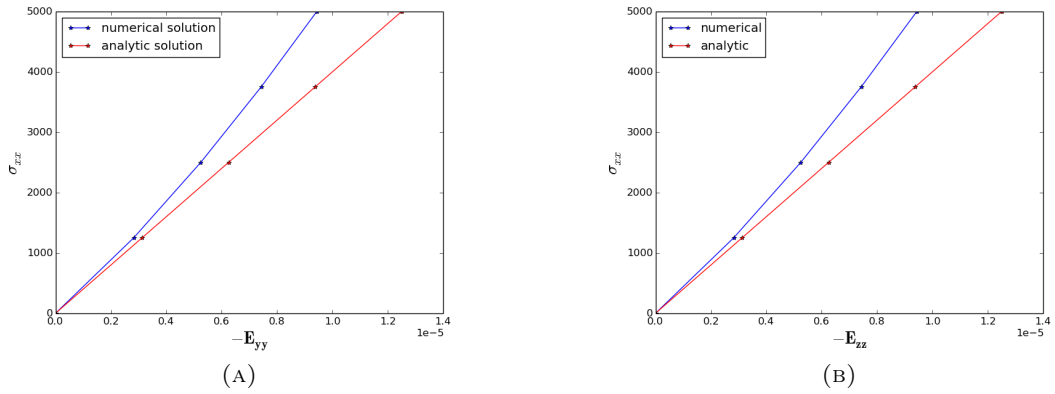 5000
4000
3000
2000
1000
0
σxx
numerical solution
analytic solution
0.0 0.2 0.4 0.6 0.8 1.0 1.2 1.4
1e−5
−Eyy
(A)
5000
4000
3000
2000
1000
0
σxx
numerical
analytic
0.0 0.2 0.4 0.6 0.8 1.0 1.2 1.4
1e−5
−Ezz
(B)